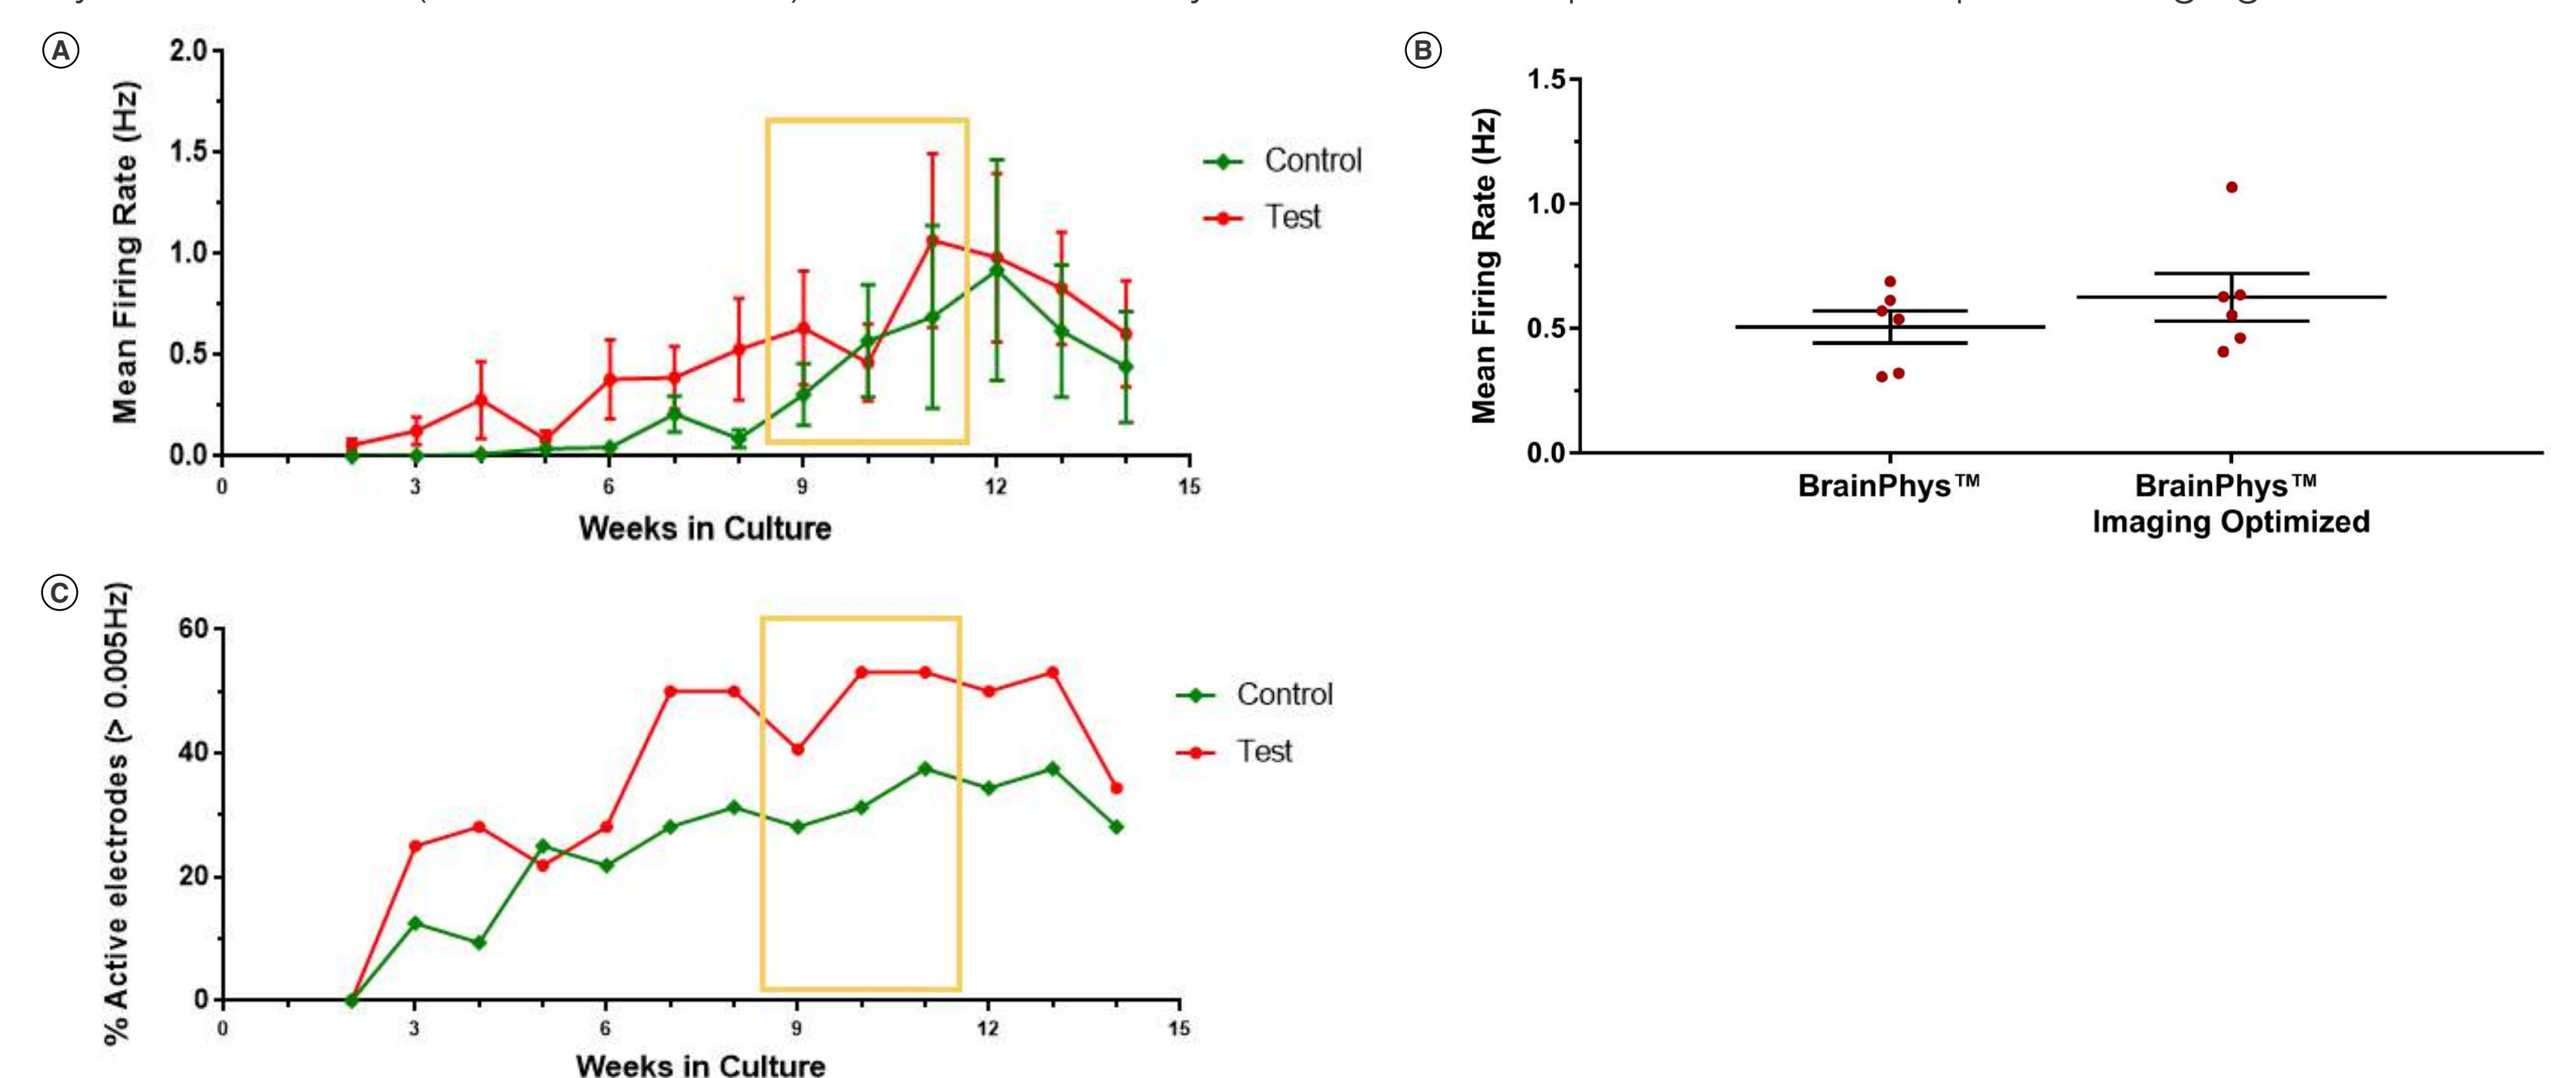 A
2.0
1.5
1.0
0.5
0.0
0 3 6 9 12 15
Mean Firing Rate (Hz)
Weeks in Culture
Control
Test
B
1.5
1.0
0.5
0.0
Mean Firing Rate (Hz)
BrainPhys™
BrainPhys™
Imaging Optimized
C
60
40
20
0
0 3 6 9 12 15
% Active electrodes (> 0.005Hz)
Weeks in Culture
Control
Test